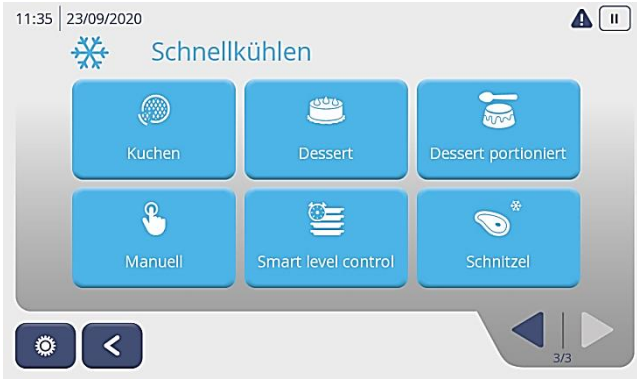 11:35 23/09/2020
Schnellkühlen
Kuchen
Dessert
Dessert portioniert
Manuell
Smart level control
Schnitzel
3/3